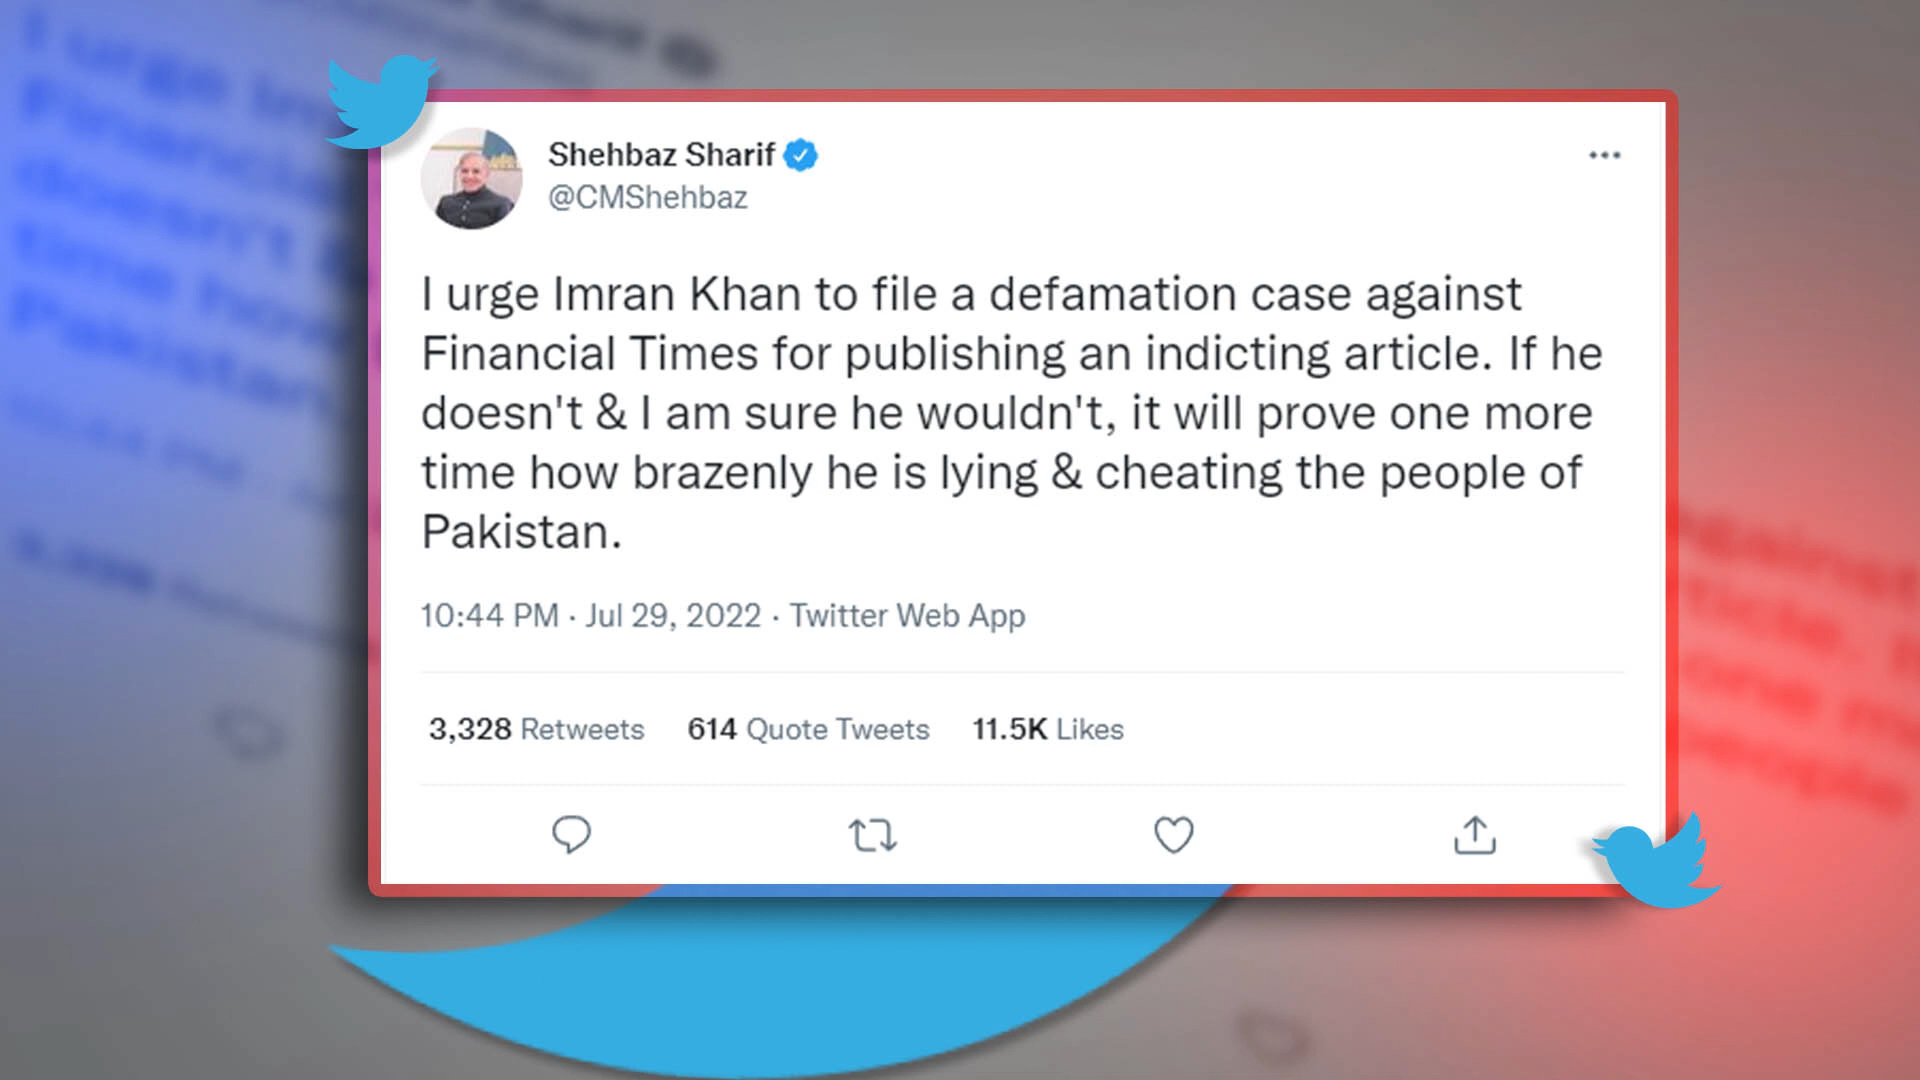 Shehbaz Sharif
@CMShehbaz
I urge Imran Khan to file a defamation case against
Financial Times for publishing an indicting article. If he
doesn't & I am sure he wouldn't, it will prove one more
time how brazenly he is lying & cheating the people of
Pakistan.
10:44 PM · Jul 29, 2022 · Twitter Web App
3,328 Retweets 614 Quote Tweets 11.5K Likes